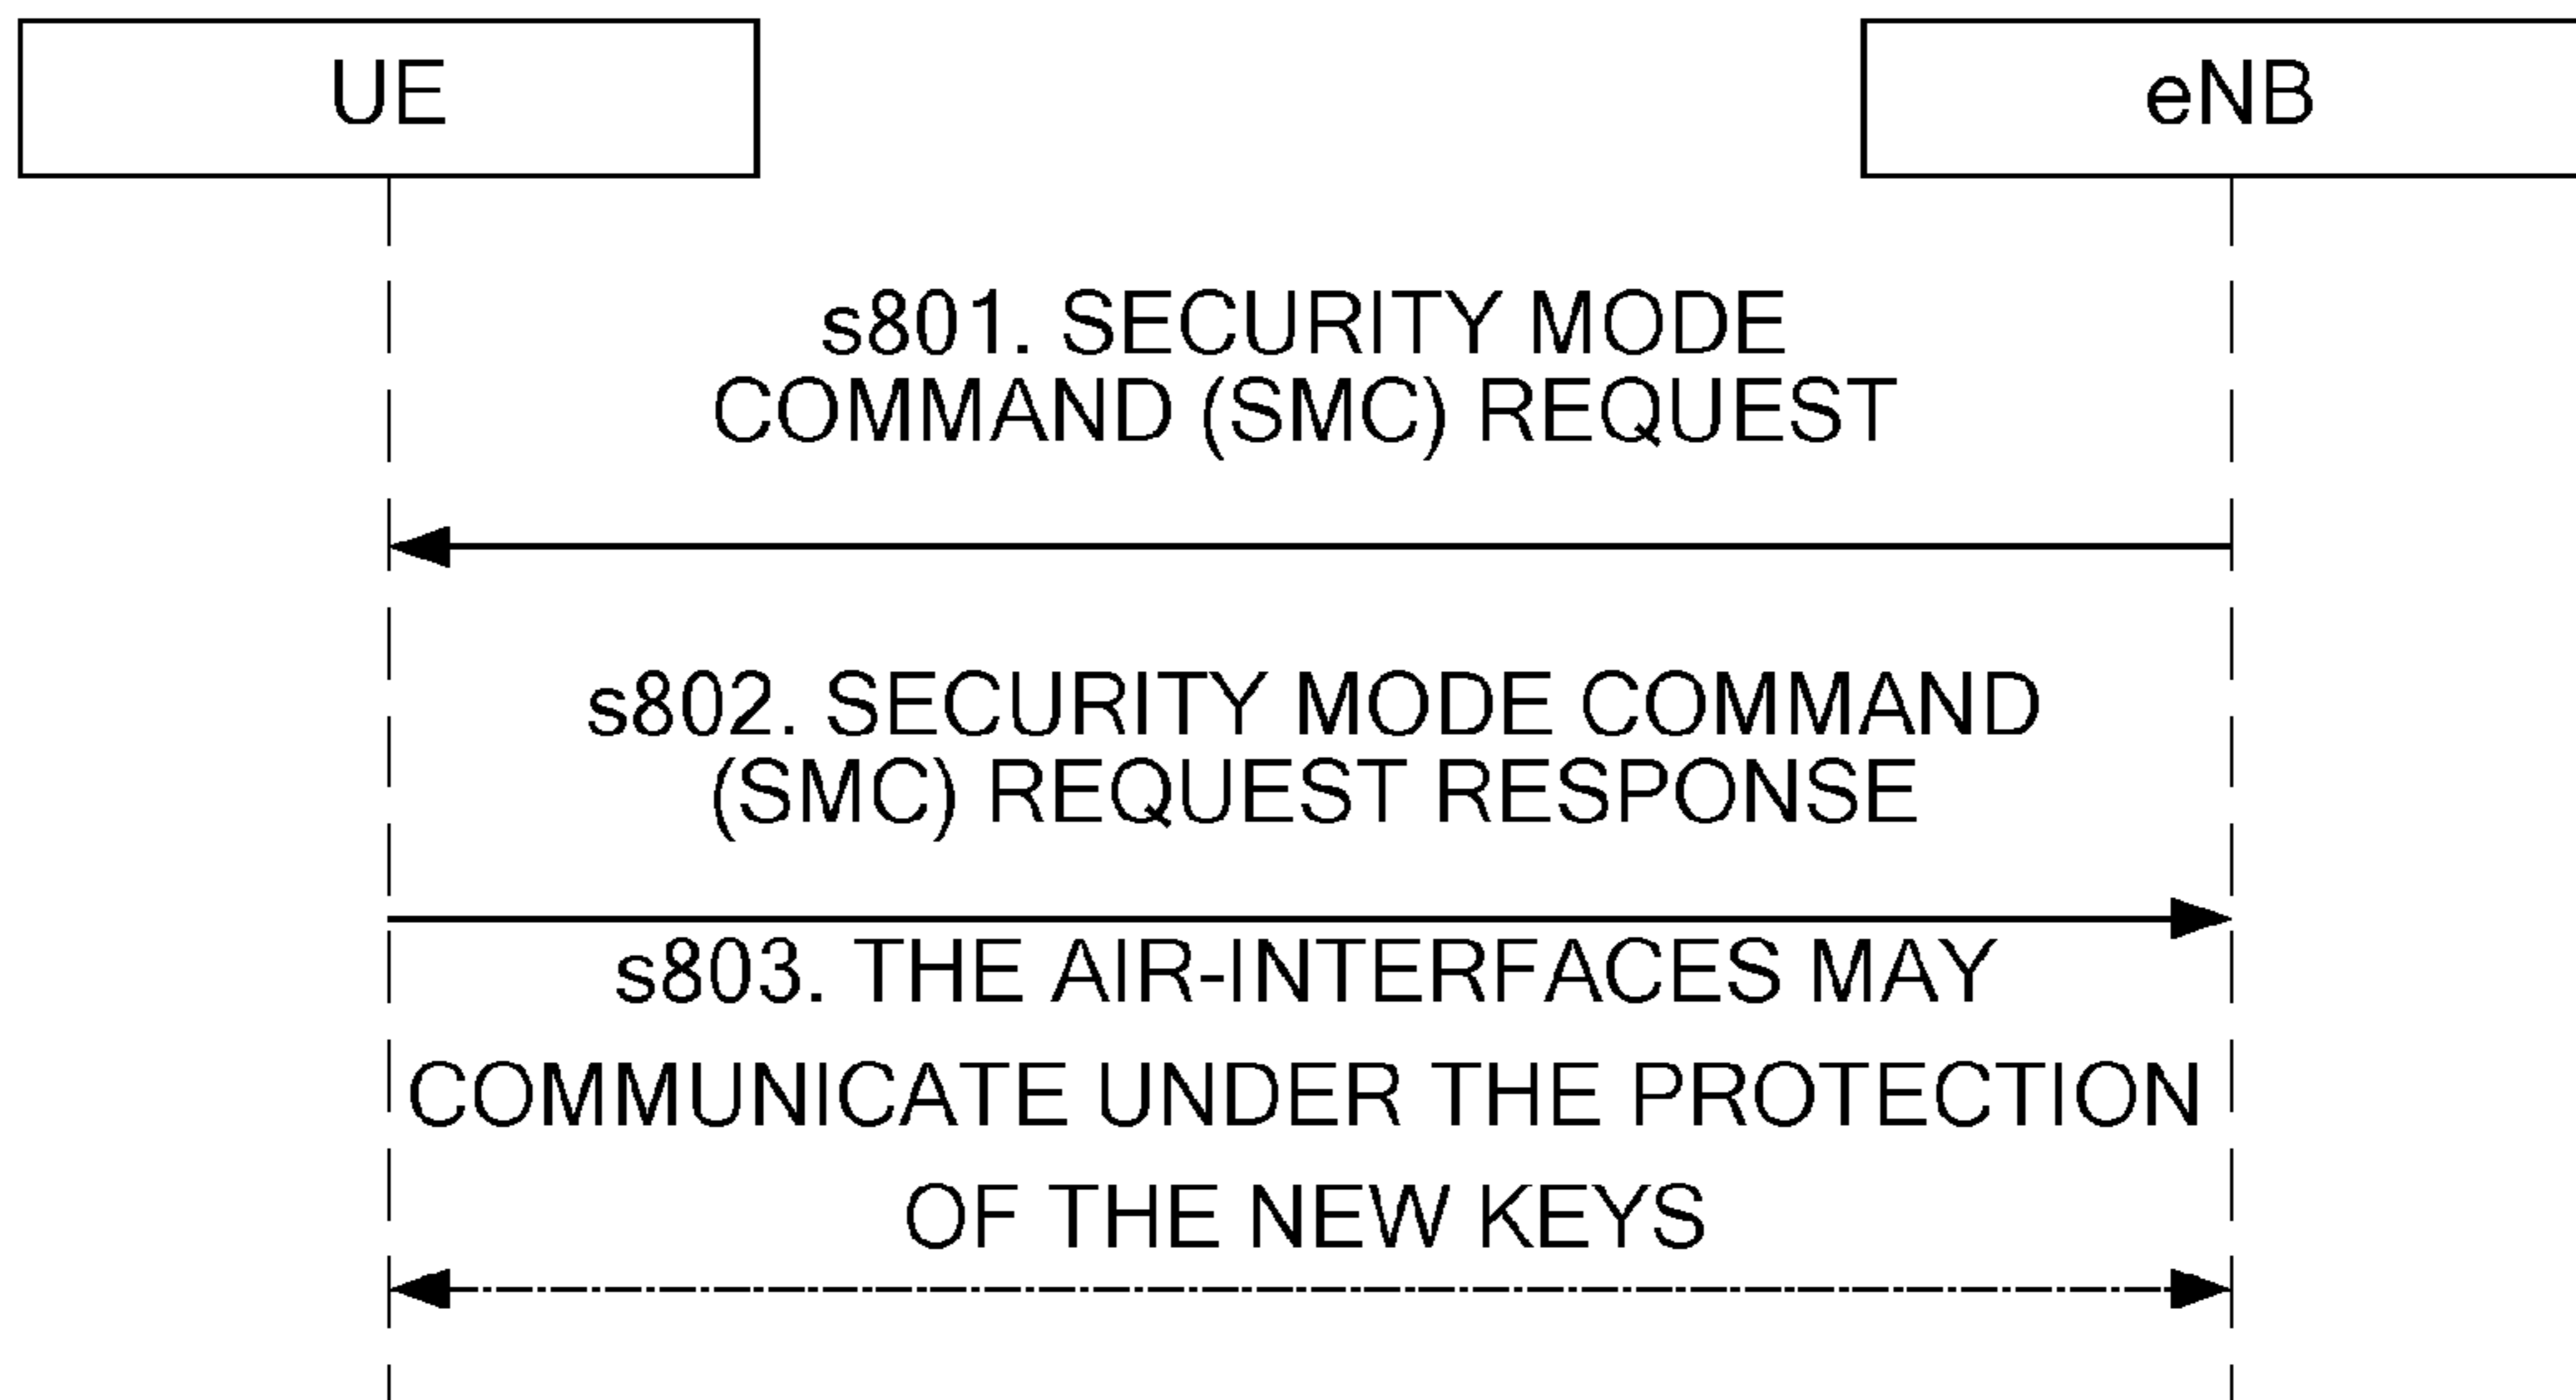 UE
eNB
s801. SECURITY MODE
COMMAND (SMC) REQUEST
s802. SECURITY MODE COMMAND
(SMC) REQUEST RESPONSE
s803. THE AIR-INTERFACES MAY
COMMUNICATE UNDER THE PROTECTION
OF THE NEW KEYS